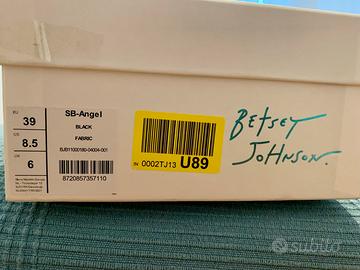 EU
39
US
8.5
UK
6
SB-Angel
BLACK
FABRIC
8720857357110
IN 0002TJ13 U89
BETSEY
JOHNSON.
subito